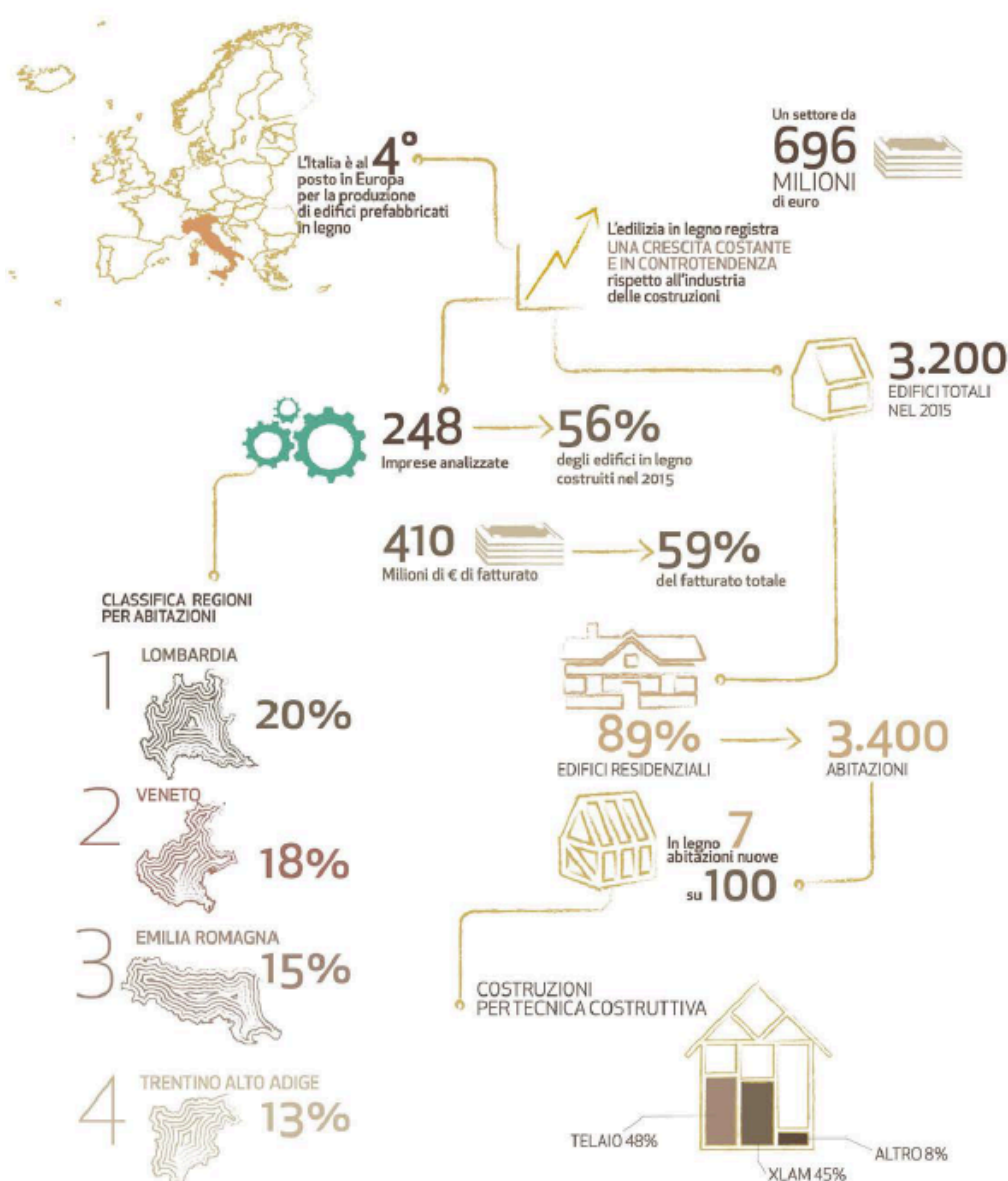 L'Italia è al 4°
posto in Europa
per la produzione
di edifici prefabbricati
in legno
Un settore da
696
MILIONI
di euro
L'edilizia in legno registra
UNA CRESCITA COSTANTE
E IN CONTROTENDENZA
rispetto all'industria
delle costruzioni
3.200
EDIFICI TOTALI
NEL 2015
248
Imprese analizzate
56%
degli edifici in legno
costruiti nel 2015
410
Milioni di € di fatturato
59%
del fatturato totale
CLASSIFICA REGIONI
PER ABITAZIONI
1
LOMBARDIA
20%
2
VENETO
18%
3
EMILIA ROMAGNA
15%
4
TRENTINO ALTO ADIGE
13%
89%
EDIFICI RESIDENZIALI
3.400
ABITAZIONI
In legno 7
abitazioni nuove
su 100
COSTRUZIONI
PER TECNICA COSTRUTTIVA
TELAIO 48%
XLAM 45%
ALTRO 8%